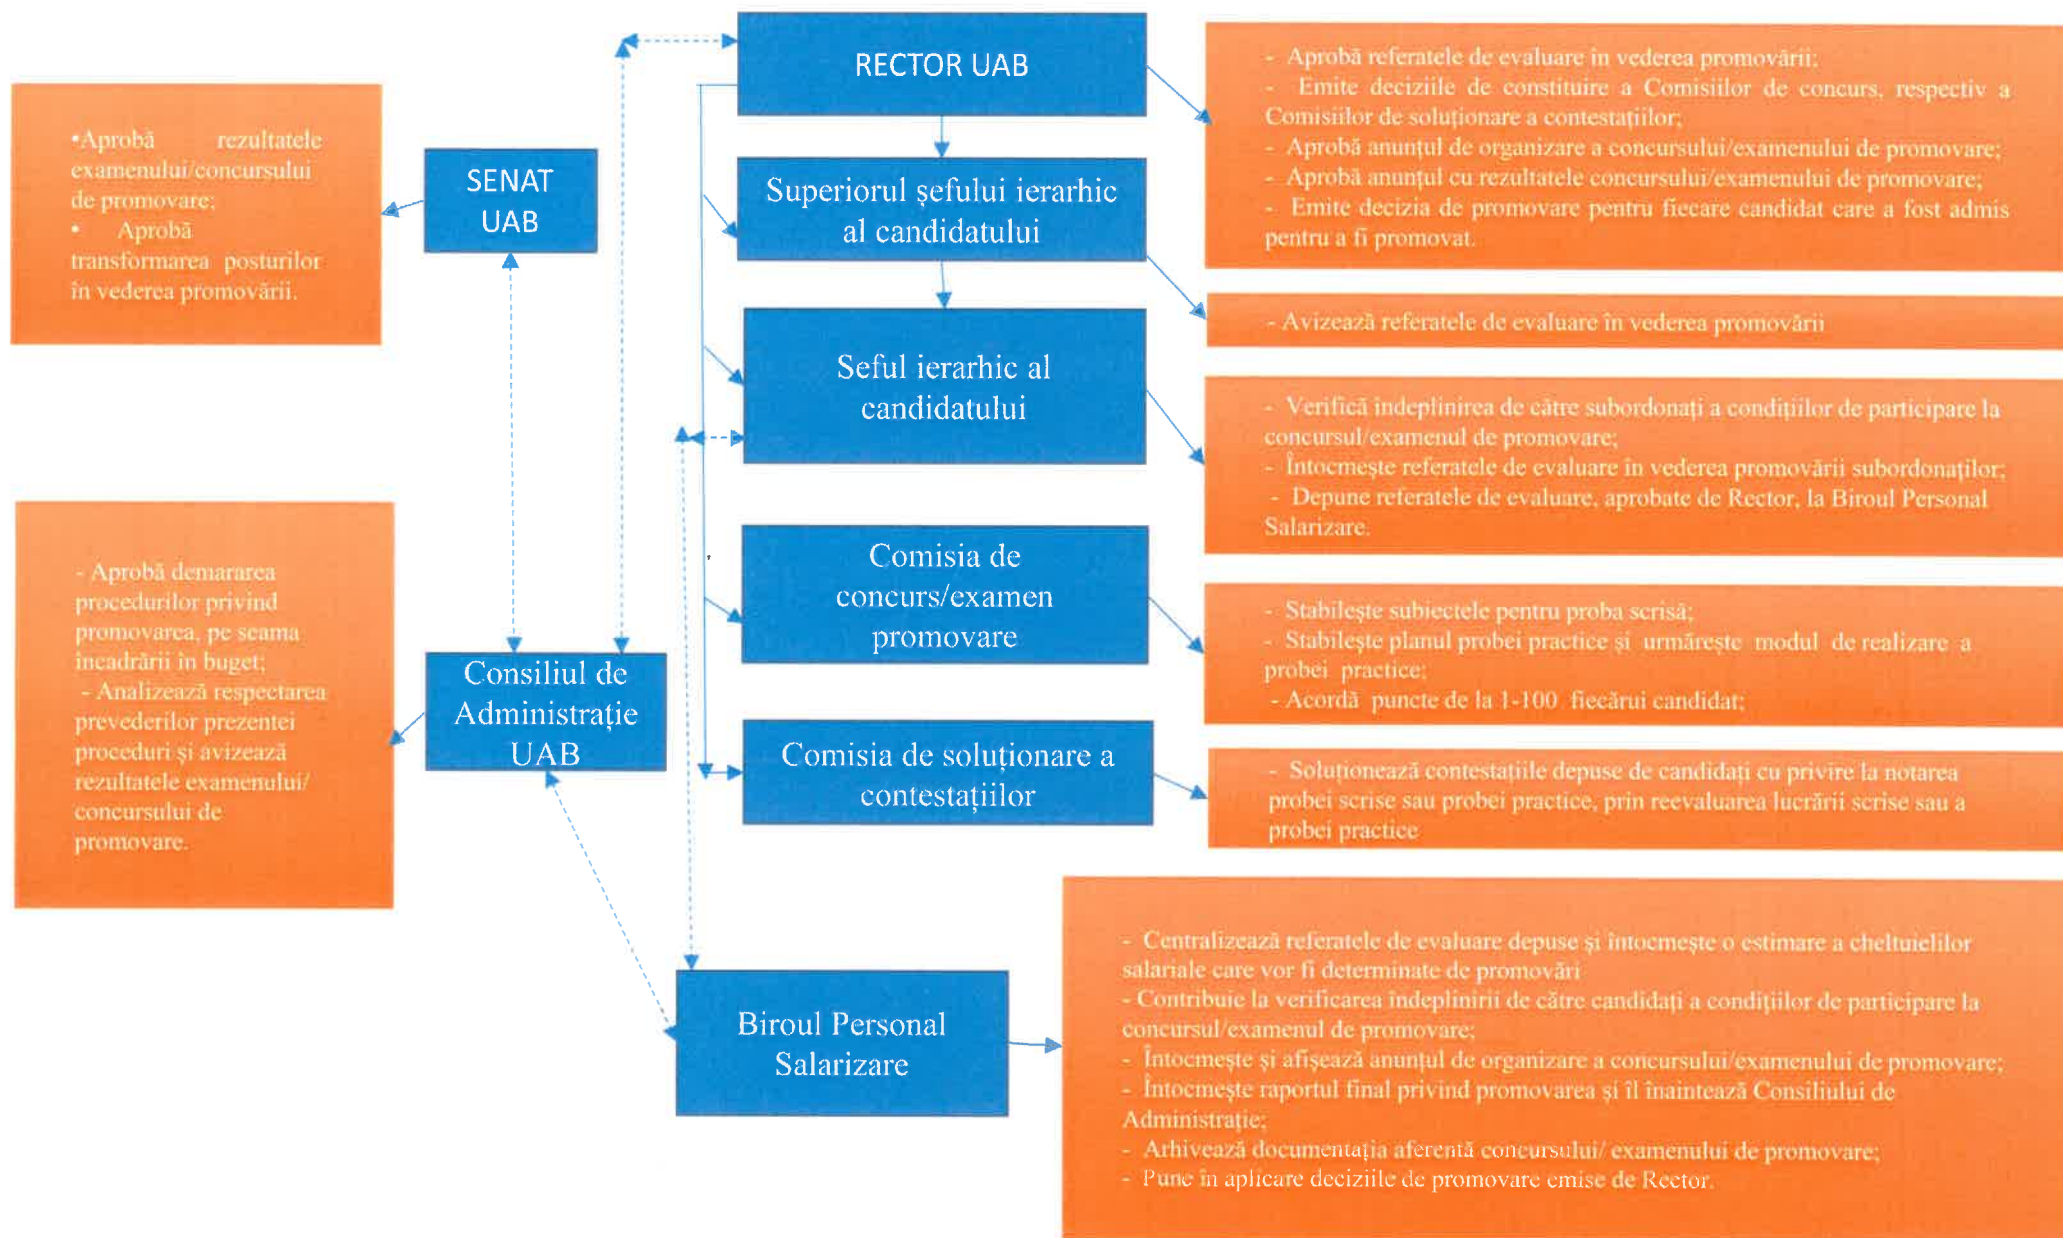 RECTOR UAB
- Aprobă referatele de evaluare în vederea promovării;
- Emite deciziile de constituire a Comisiilor de concurs, respectiv a
Comisiilor de soluționare a contestațiilor;
- Aprobă anunțul de organizare a concursului/examenului de promovare;
- Aprobă anunțul cu rezultatele concursului/examenului de promovare;
- Emite decizia de promovare pentru fiecare candidat care a fost admis
pentru a fi promovat.
•Aprobă rezultatele
examenului/concursului
de promovare;
• Aprobă
transformarea posturilor
în vederea promovării.
SENAT
UAB
Superiorul șefului ierarhic
al candidatului
- Avizează referatele de evaluare în vederea promovării
Seful ierarhic al
candidatului
- Verifică îndeplinirea de către subordonați a condițiilor de participare la
concursul/examenul de promovare;
- Întocmește referatele de evaluare în vederea promovării subordonaților;
- Depune referatele de evaluare, aprobate de Rector, la Biroul Personal
Salarizare.
- Aprobă demararea
procedurilor privind
promovarea, pe seama
încadrării în buget;
- Analizează respectarea
prevederilor prezentei
proceduri și avizează
rezultatele examenului/
concursului de
promovare.
Consiliul de
Administrație
UAB
Comisia de
concurs/examen
promovare
- Stabilește subiectele pentru proba scrisă;
- Stabilește planul probei practice și urmărește modul de realizare a
probei practice;
- Acordă puncte de la 1-100 fiecărui candidat;
Comisia de soluționare a
contestațiilor
- Soluționează contestațiile depuse de candidați cu privire la notarea
probei scrise sau probei practice, prin reevaluarea lucrării scrise sau a
probei practice
Biroul Personal
Salarizare
- Centralizează referatele de evaluare depuse și întocmește o estimare a cheltuielilor
salariale care vor fi determinate de promovări
- Contribuie la verificarea îndeplinirii de către candidați a condițiilor de participare la
concursul/examenul de promovare;
- Întocmește și afișează anunțul de organizare a concursului/examenului de promovare;
- Întocmește raportul final privind promovarea și îl înaintează Consiliului de
Administrație;
- Arhivează documentația aferentă concursului/ examenului de promovare;
- Pune în aplicare deciziile de promovare emise de Rector.